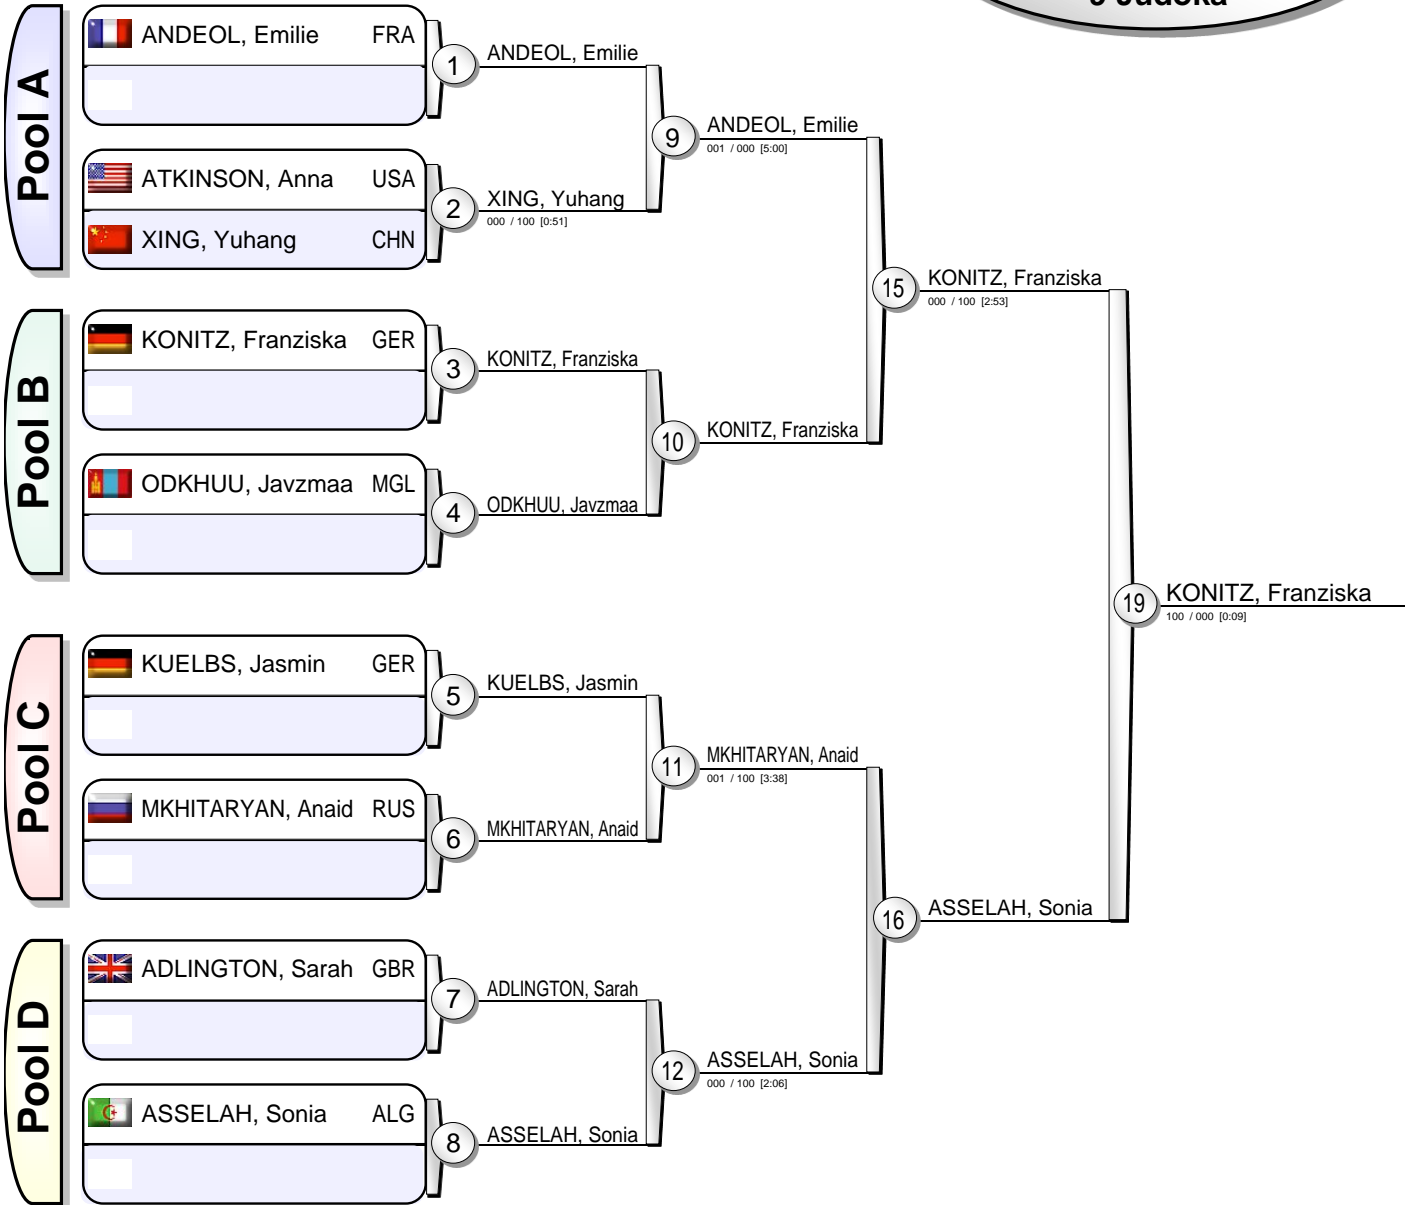 9 Judoka
Pool A
ANDEOL, Emilie FRA
1
ANDEOL, Emilie
ATKINSON, Anna USA
XING, Yuhang CHN
2
XING, Yuhang
000 / 100 [0:51]
9
ANDEOL, Emilie
001 / 000 [5:00]
Pool B
KONITZ, Franziska GER
3
KONITZ, Franziska
ODKHUU, Javzmaa MGL
4
ODKHUU, Javzmaa
10
KONITZ, Franziska
15
KONITZ, Franziska
000 / 100 [2:53]
Pool C
KUELBS, Jasmin GER
5
KUELBS, Jasmin
MKHITARYAN, Anaid RUS
6
MKHITARYAN, Anaid
11
MKHITARYAN, Anaid
001 / 100 [3:38]
Pool D
ADLINGTON, Sarah GBR
7
ADLINGTON, Sarah
ASSELAH, Sonia ALG
8
ASSELAH, Sonia
12
ASSELAH, Sonia
000 / 100 [2:06]
16
ASSELAH, Sonia
19
KONITZ, Franziska
100 / 000 [0:09]